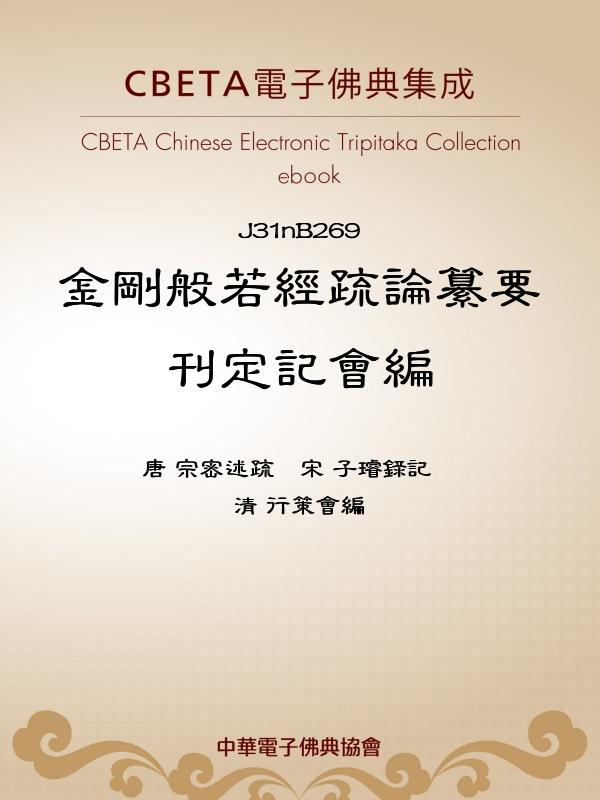 CBETA電子佛典集成
CBETA Chinese Electronic Tripitaka Collection
ebook
J31nB269
金剛般若經疏論纂要
刊定記會編
唐 宗密述疏 宋 子璿錄記
清 行策會編
中華電子佛典協會